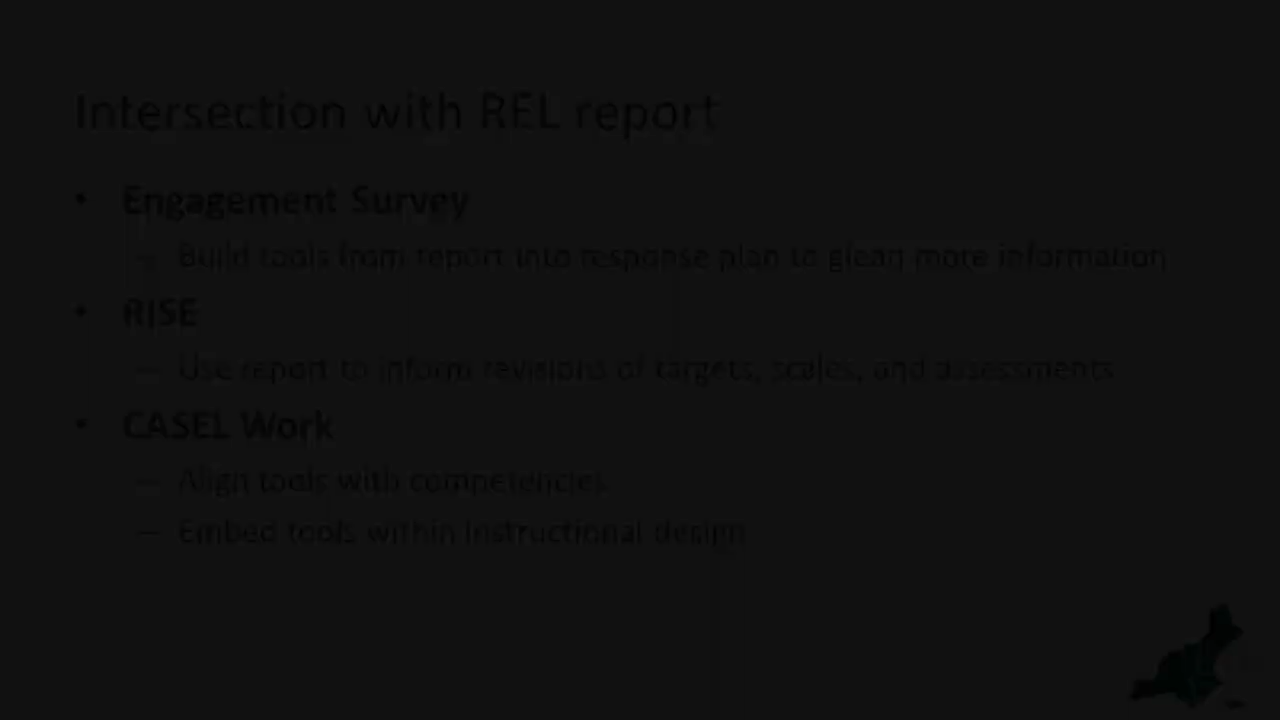 Intersection with REL report
• Engagement Survey
– Build tools from report into response plan to glean more information
• RISE
– Use report to inform revisions of targets, scales, and assessments
• CASEL Work
– Align tools with competencies
– Embed tools within instructional design